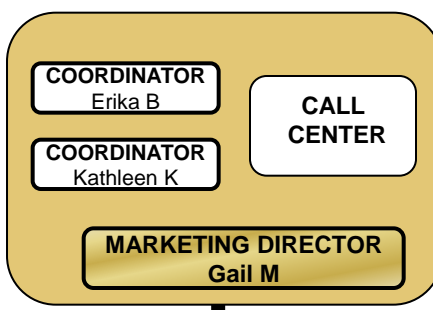 COORDINATOR
Erika B
COORDINATOR
Kathleen K
CALL
CENTER
MARKETING DIRECTOR
Gail M